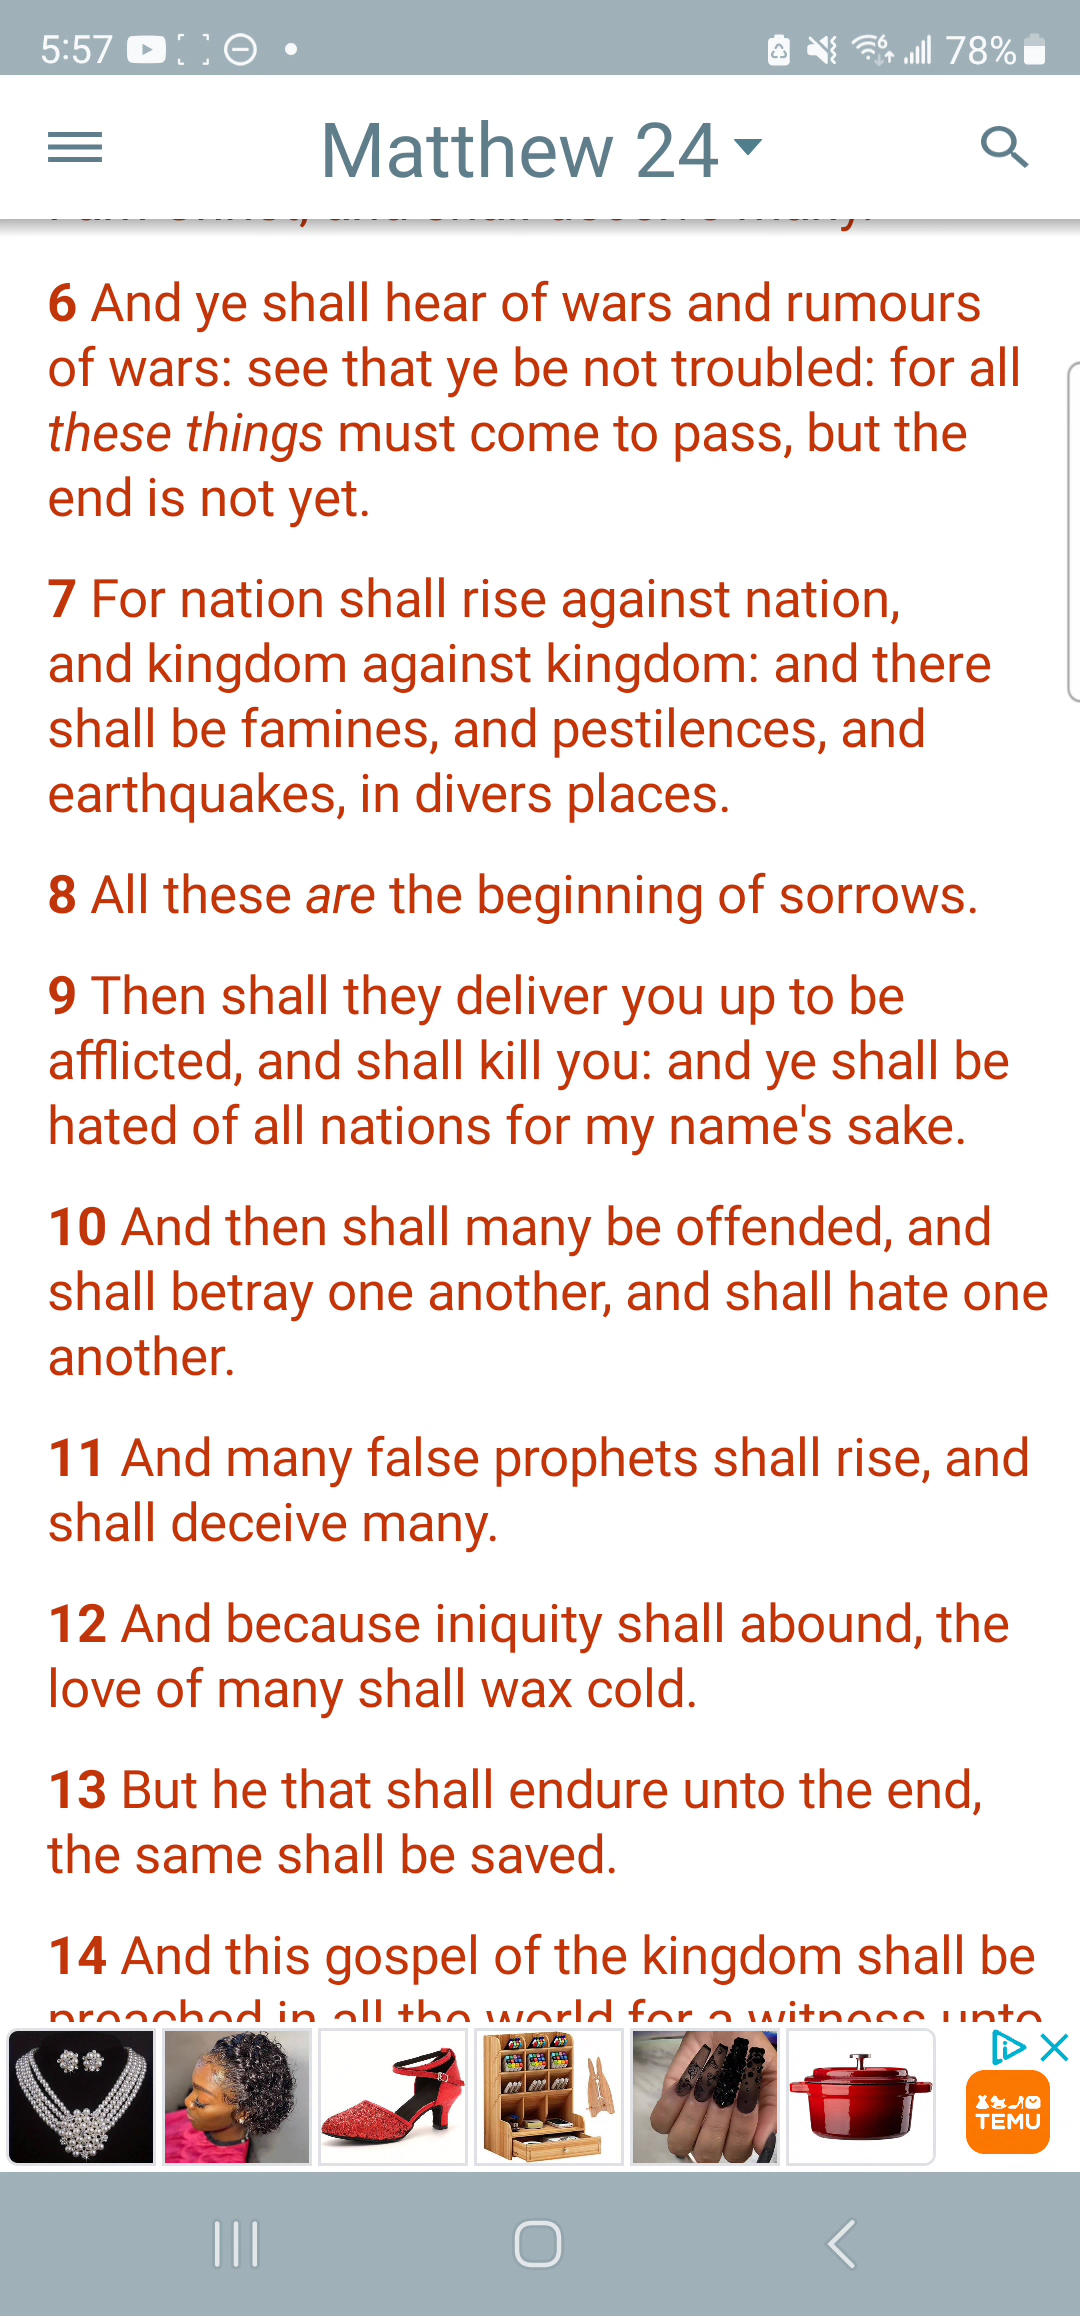 5:57
78%
Matthew 24
6 And ye shall hear of wars and rumours
of wars: see that ye be not troubled: for all
these things must come to pass, but the
end is not yet.
7 For nation shall rise against nation,
and kingdom against kingdom: and there
shall be famines, and pestilences, and
earthquakes, in divers places.
8 All these are the beginning of sorrows.
9 Then shall they deliver you up to be
afflicted, and shall kill you: and ye shall be
hated of all nations for my name's sake.
10 And then shall many be offended, and
shall betray one another, and shall hate one
another.
11 And many false prophets shall rise, and
shall deceive many.
12 And because iniquity shall abound, the
love of many shall wax cold.
13 But he that shall endure unto the end,
the same shall be saved.
14 And this gospel of the kingdom shall be
preached in all the world for a witness unto
TEMU